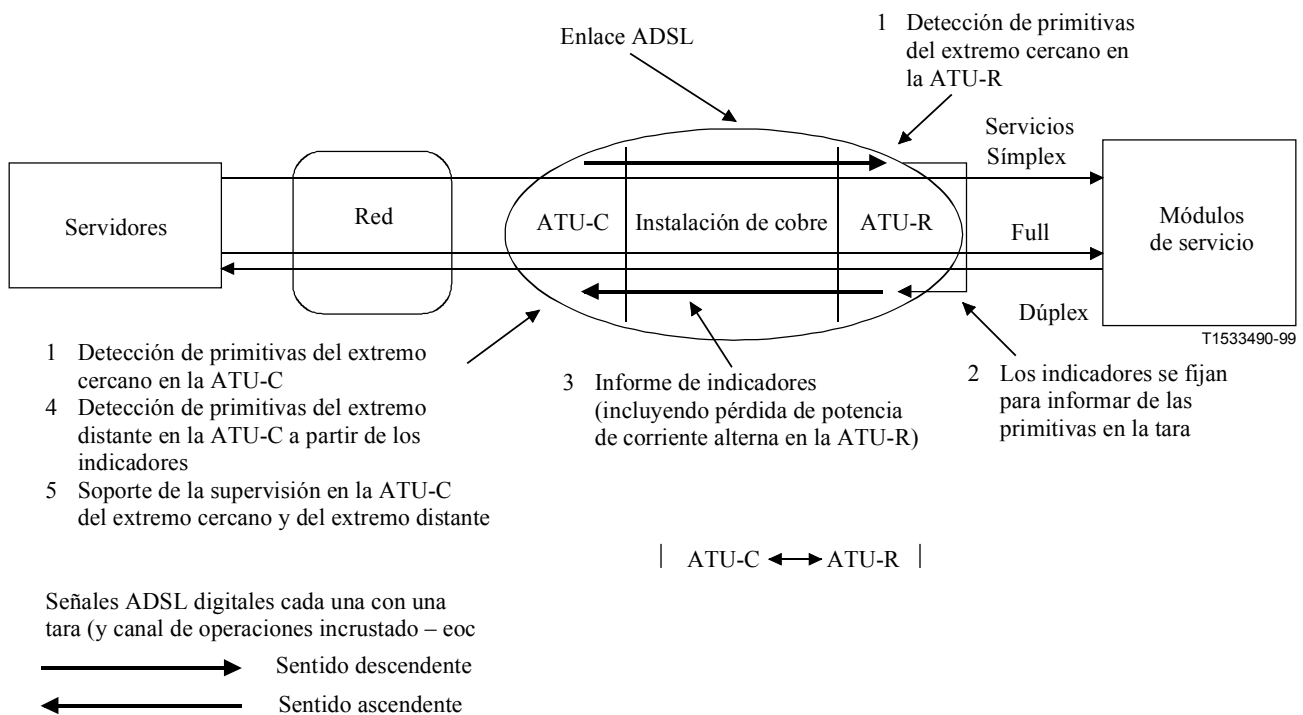 Enlace ADSL
1 Detección de primitivas
del extremo cercano en
la ATU-R
Servicios
Símplex
Servidores
Red
ATU-C
Instalación de cobre
ATU-R
Full
Módulos
de servicio
Dúplex
T1533490-99
1 Detección de primitivas del extremo
cercano en la ATU-C
4 Detección de primitivas del extremo
distante en la ATU-C a partir de los
indicadores
5 Soporte de la supervisión en la ATU-C
del extremo cercano y del extremo distante
3 Informe de indicadores
(incluyendo pérdida de potencia
de corriente alterna en la ATU-R)
2 Los indicadores se fijan
para informar de las
primitivas en la tara
ATU-C ATU-R
Señales ADSL digitales cada una con una
tara (y canal de operaciones incrustado – eoc
Sentido descendente
Sentido ascendente